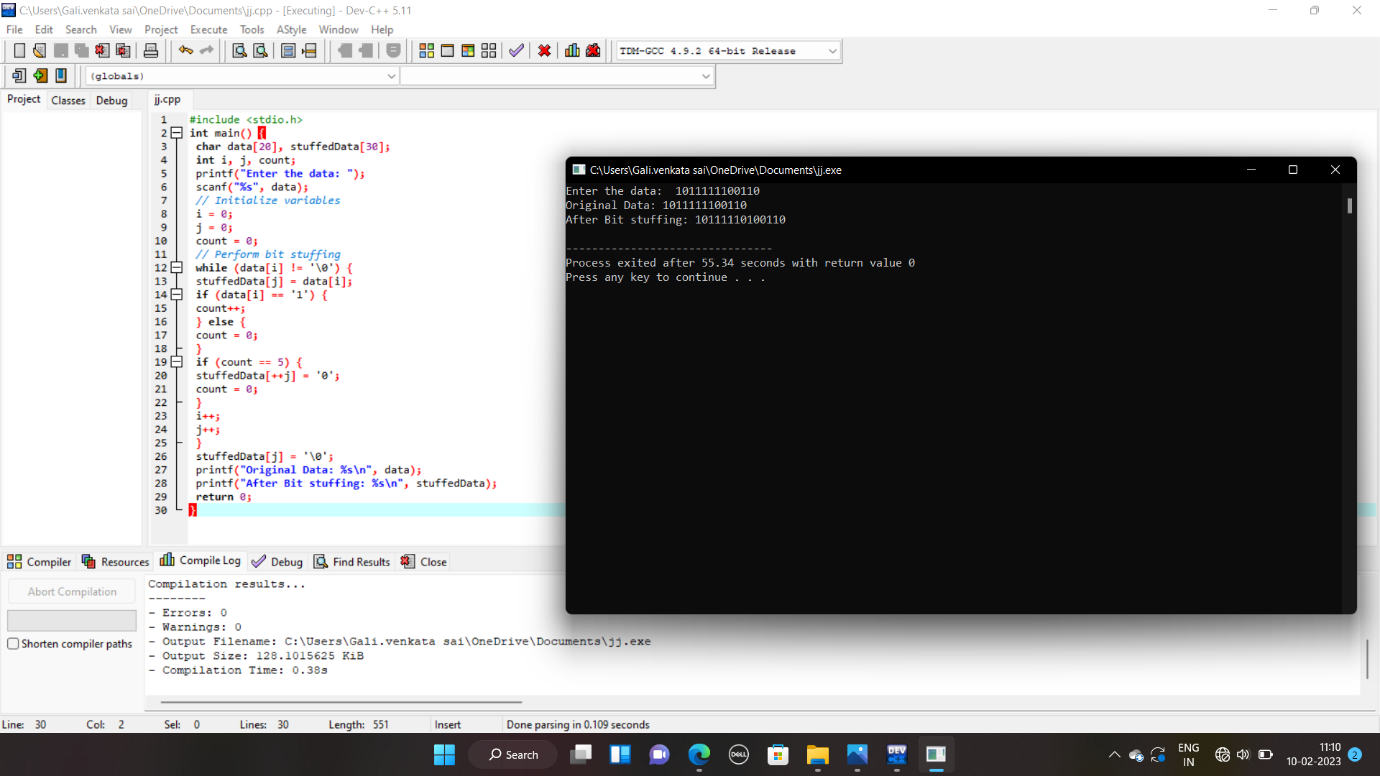 C:\Users\Gali.venkata sai\OneDrive\Documents\jj.cpp - [Executing] - Dev-C++ 5.11
File Edit Search View Project Execute Tools AStyle Window Help
TDM-GCC 4.9.2 64-bit Release
(globals)
Project Classes Debug jj.cpp
1 #include <stdio.h>
2 int main() {
3 char data[20], stuffedData[30];
4 int i, j, count;
5 printf("Enter the data: ");
6 scanf("%s", data);
7 // Initialize variables
8 i = 0;
9 j = 0;
10 count = 0;
11 // Perform bit stuffing
12 while (data[i] != '\0') {
13 stuffedData[j] = data[i];
14 if (data[i] == '1') {
15 count++;
16 } else {
17 count = 0;
18 }
19 if (count == 5) {
20 stuffedData[++j] = '0';
21 count = 0;
22 }
23 i++;
24 j++;
25 }
26 stuffedData[j] = '\0';
27 printf("Original Data: %s\n", data);
28 printf("After Bit stuffing: %s\n", stuffedData);
29 return 0;
30 }
C:\Users\Gali.venkata sai\OneDrive\Documents\jj.exe
Enter the data:  1011111100110
Original Data: 1011111100110
After Bit stuffing: 10111110100110
--------------------------------
Process exited after 55.34 seconds with return value 0
Press any key to continue . . .
Compiler Resources Compile Log Debug Find Results Close
Abort Compilation
Shorten compiler paths
Compilation results...
--------
- Errors: 0
- Warnings: 0
- Output Filename: C:\Users\Gali.venkata sai\OneDrive\Documents\jj.exe
- Output Size: 128.1015625 KiB
- Compilation Time: 0.38s
Line: 30 Col: 2 Sel: 0 Lines: 30 Length: 551 Insert Done parsing in 0.109 seconds
Search
DELL
DEV
C++
ENG
IN
11:10
10-02-2023
2